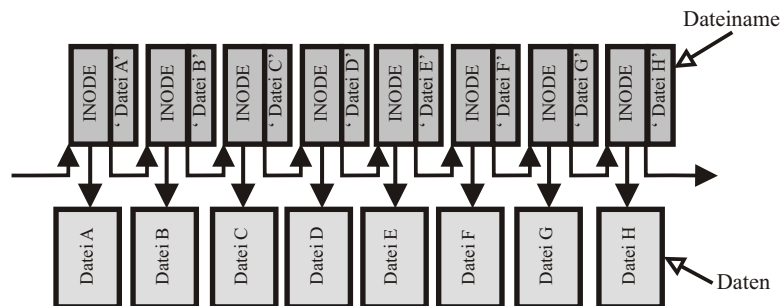 Dateiname
INODE
‘ Datei A’
INODE
‘ Datei B’
INODE
‘ Datei C’
INODE
‘ Datei D’
INODE
‘ Datei E’
INODE
‘ Datei F’
INODE
‘ Datei G’
INODE
‘ Datei H’
Datei A
Datei B
Datei C
Datei D
Datei E
Datei F
Datei G
Datei H
Daten